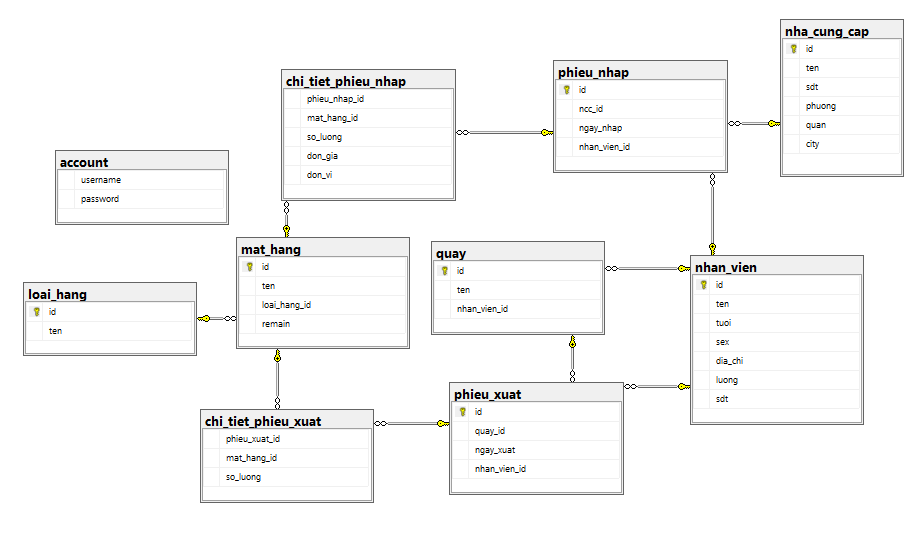 nha_cung_cap
id
ten
sdt
phuong
quan
city
phieu_nhap
id
ncc_id
ngay_nhap
nhan_vien_id
chi_tiet_phieu_nhap
phieu_nhap_id
mat_hang_id
so_luong
don_gia
don_vi
account
username
password
mat_hang
id
ten
loai_hang_id
remain
quay
id
ten
nhan_vien_id
nhan_vien
id
ten
tuoi
sex
dia_chi
luong
sdt
loai_hang
id
ten
phieu_xuat
id
quay_id
ngay_xuat
nhan_vien_id
chi_tiet_phieu_xuat
phieu_xuat_id
mat_hang_id
so_luong